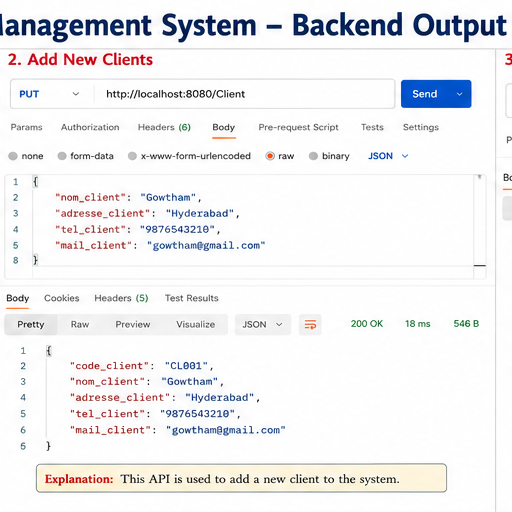 Management System – Backend Output
2. Add New Clients
3
PUT http://localhost:8080/Client Send
Params Authorization Headers (6) Body Pre-request Script Tests Settings
none form-data x-www-form-urlencoded raw binary JSON
1 {
2 "nom_client": "Gowtham",
3 "adresse_client": "Hyderabad",
4 "tel_client": "9876543210",
5 "mail_client": "gowtham@gmail.com"
8 }
Body Cookies Headers (5) Test Results
Pretty Raw Preview Visualize JSON 200 OK 18 ms 546 B
1 {
2 "code_client": "CL001",
3 "nom_client": "Gowtham",
4 "adresse_client": "Hyderabad",
5 "tel_client": "9876543210",
6 "mail_client": "gowtham@gmail.com"
6 }
Explanation: This API is used to add a new client to the system.